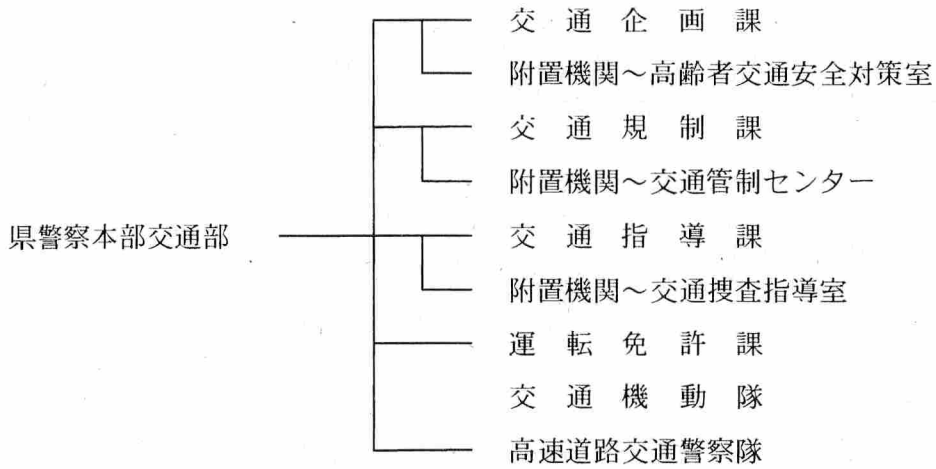 交通企画課
附置機関～高齢者交通安全対策室
交通規制課
附置機関～交通管制センター
県警察本部交通部
交通指導課
附置機関～交通捜査指導室
運転免許課
交通機動隊
高速道路交通警察隊